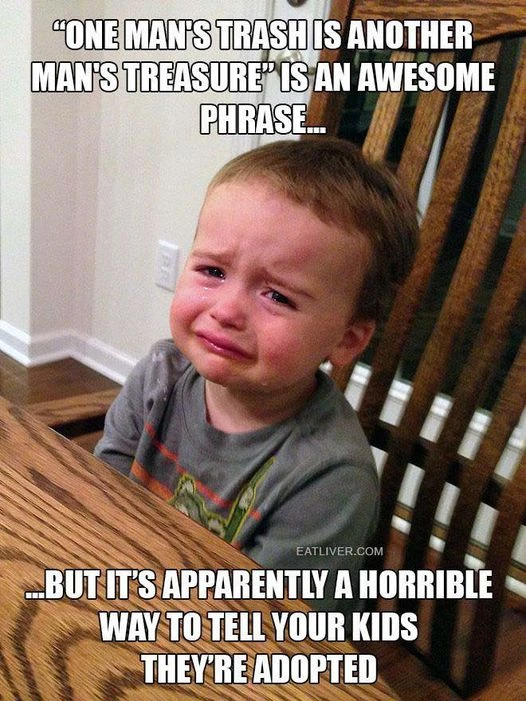 “ONE MAN'S TRASH IS ANOTHER
MAN'S TREASURE” IS AN AWESOME
PHRASE...
EATLIVER.COM
...BUT IT'S APPARENTLY A HORRIBLE
WAY TO TELL YOUR KIDS
THEY'RE ADOPTED